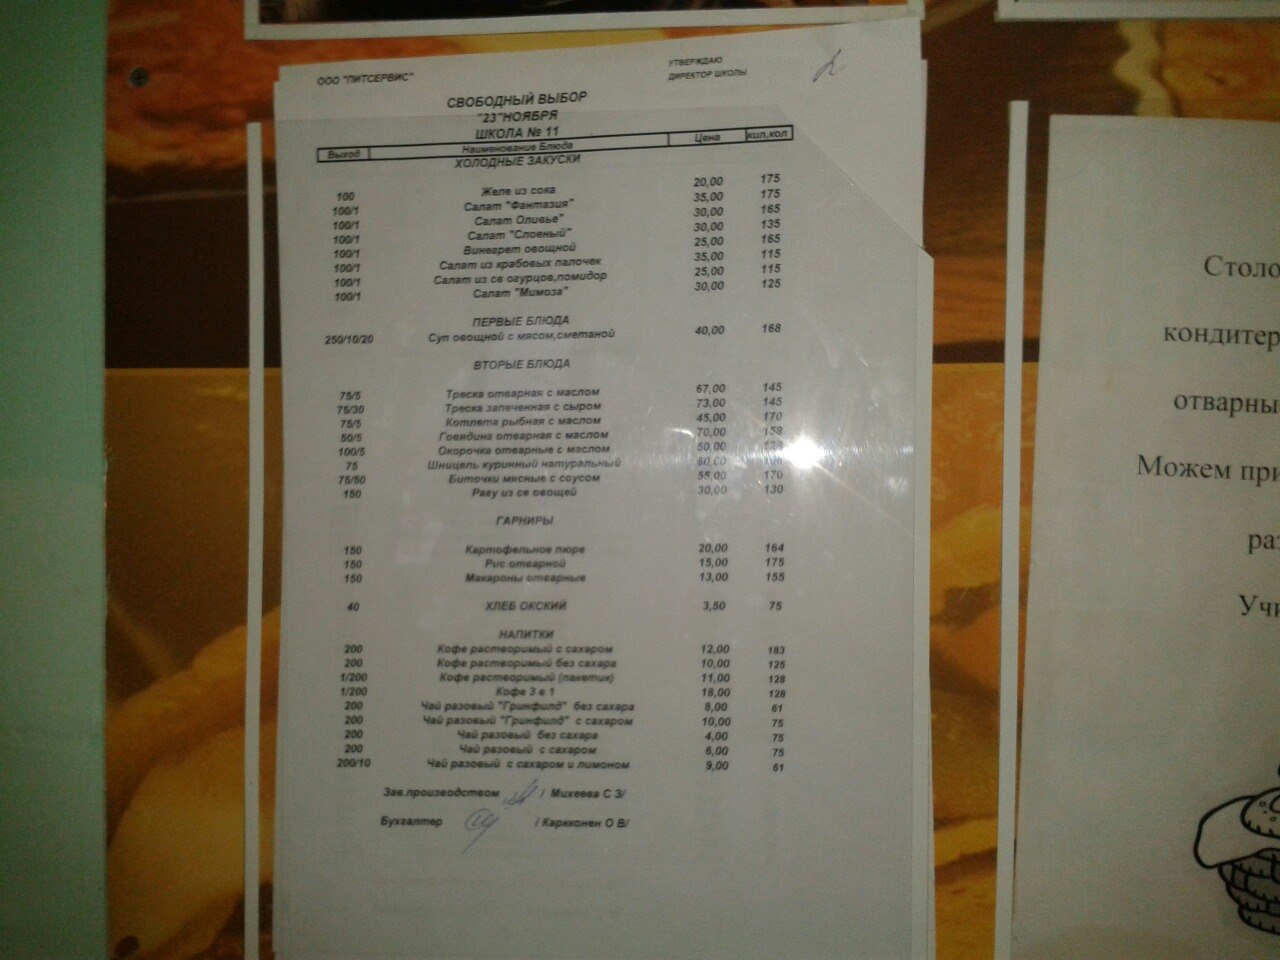 ООО "ПИТСЕРВИС"
УТВЕРЖДАЮ
ДИРЕКТОР ШКОЛЫ
СВОБОДНЫЙ ВЫБОР
"23"НОЯБРЯ
ШКОЛА № 11
Выход Наименование Блюда Цена кил,кол
ХОЛОДНЫЕ ЗАКУСКИ
100 Желе из сока 20,00 175
100/1 Салат "Фантазия" 35,00 175
100/1 Салат Оливье" 30,00 165
100/1 Салат "Слоеный" 30,00 135
100/1 Винегрет овощной 25,00 165
100/1 Салат из крабовых палочек 35,00 115
100/1 Салат из св огурцов,помидор 25,00 115
100/1 Салат "Мимоза" 30,00 125
ПЕРВЫЕ БЛЮДА
250/10/20 Суп овощной с мясом,сметаной 40,00 168
ВТОРЫЕ БЛЮДА
75/5 Треска отварная с маслом 67,00 145
75/30 Треска запеченная с сыром 73,00 145
75/5 Котлета рыбная с маслом 45,00 170
50/5 Говядина отварная с маслом 70,00 158
100/5 Окорочка отварные с маслом
75 Шницель куринный натуральный
75/50 Биточки мясные с соусом 55,00 170
150 Рагу из св овощей 30,00 130
ГАРНИРЫ
150 Картофельное пюре 20,00 164
150 Рис отварной 15,00 175
150 Макароны отварные 13,00 155
40 ХЛЕБ ОКСКИЙ 3,50 75
НАПИТКИ
200 Кофе растворимый с сахаром 12,00 183
200 Кофе растворимый без сахара 10,00 125
1/200 Кофе растворимый (пакетик) 11,00 128
1/200 Кофе 3 в 1 18,00 128
200 Чай разовый "Гринфилд" без сахара 8,00 61
200 Чай разовый "Гринфилд" с сахаром 10,00 75
200 Чай разовый без сахара 4,00 75
200 Чай разовый с сахаром 6,00 75
200/10 Чай разовый с сахаром и лимоном 9,00 61
Зав.производством / Михеева С З/
Бухгалтер / Каркконен О В/
Столо
кондитер
отварны
Можем при
раз
Учи